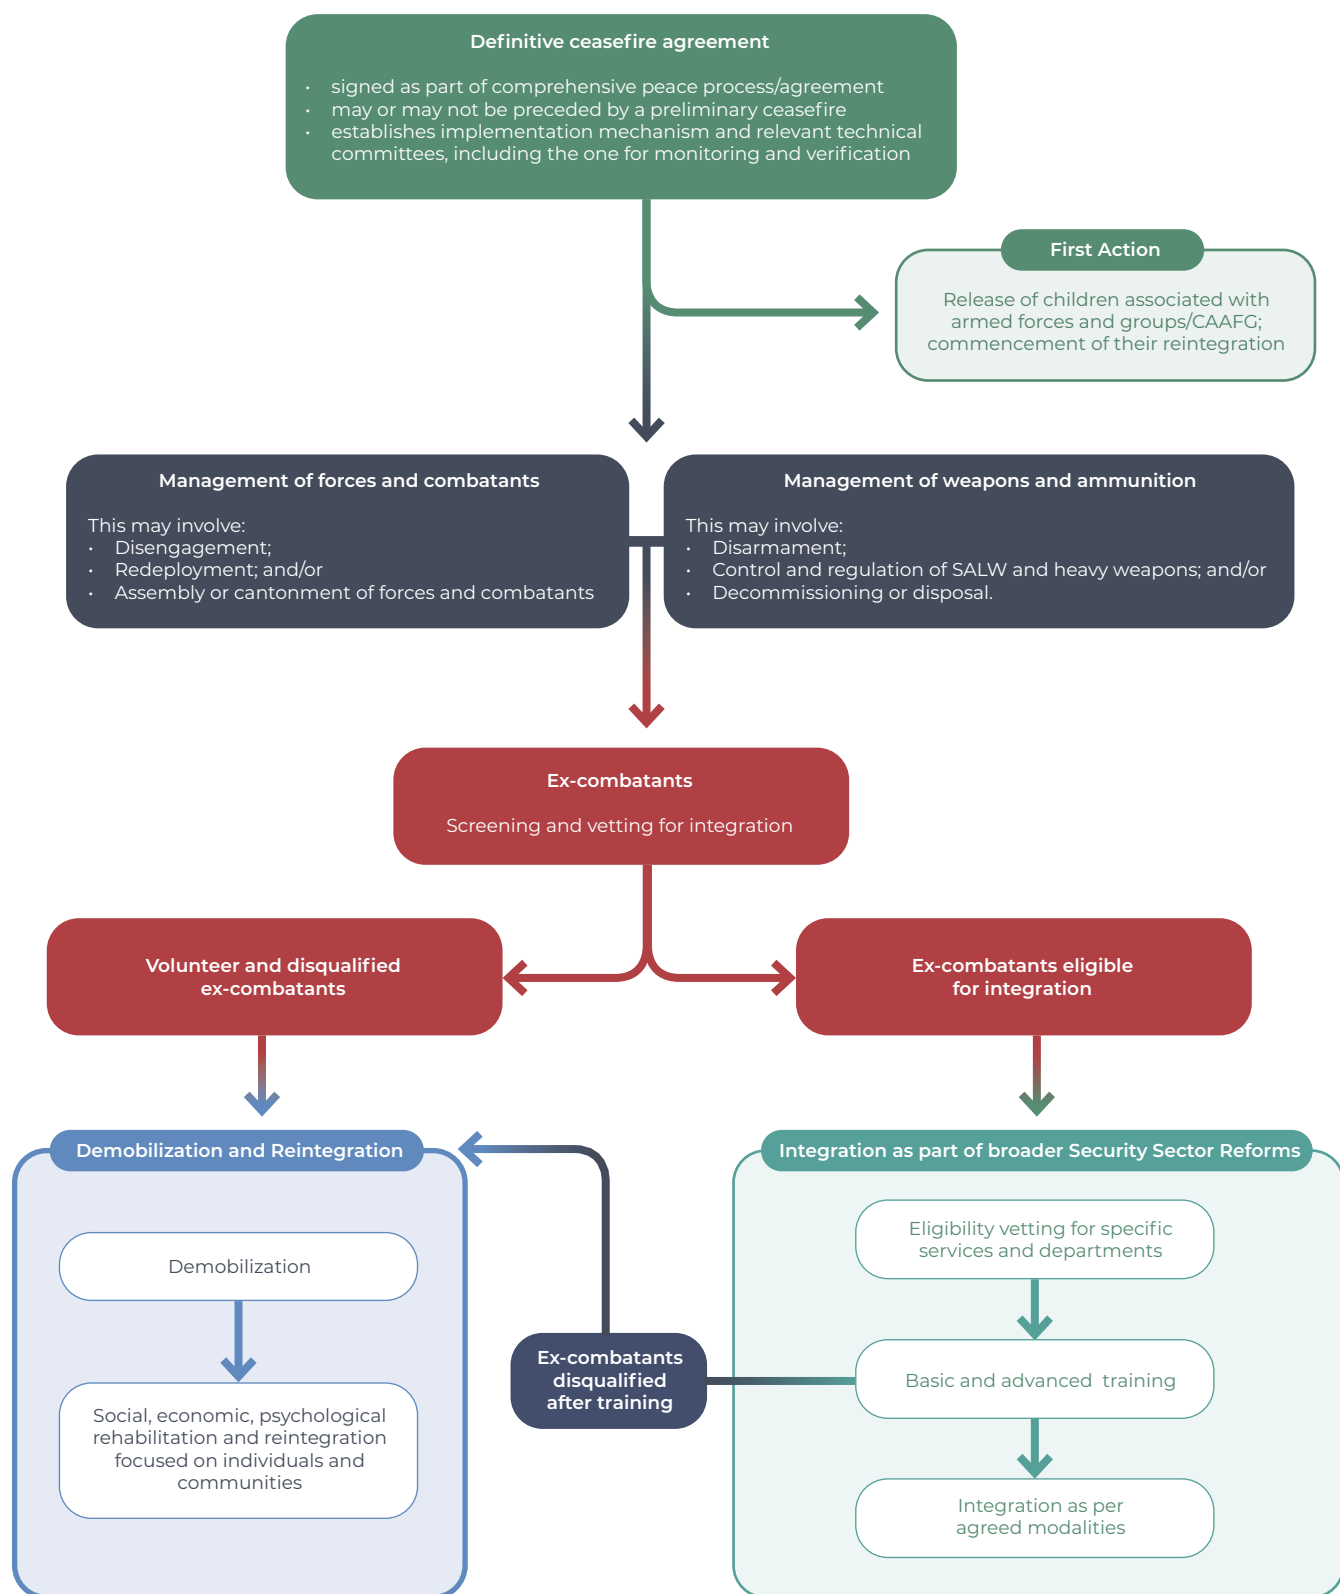 Definitive ceasefire agreement
• signed as part of comprehensive peace process/agreement
• may or may not be preceded by a preliminary ceasefire
• establishes implementation mechanism and relevant technical
committees, including the one for monitoring and verification
First Action
Release of children associated with
armed forces and groups/CAAFG;
commencement of their reintegration
Management of forces and combatants
This may involve:
• Disengagement;
• Redeployment; and/or
• Assembly or cantonment of forces and combatants
Management of weapons and ammunition
This may involve:
• Disarmament;
• Control and regulation of SALW and heavy weapons; and/or
• Decommissioning or disposal.
Ex-combatants
Screening and vetting for integration
Volunteer and disqualified
ex-combatants
Ex-combatants eligible
for integration
Demobilization and Reintegration
Demobilization
Social, economic, psychological
rehabilitation and reintegration
focused on individuals and
communities
Ex-combatants
disqualified
after training
Integration as part of broader Security Sector Reforms
Eligibility vetting for specific
services and departments
Basic and advanced training
Integration as per
agreed modalities